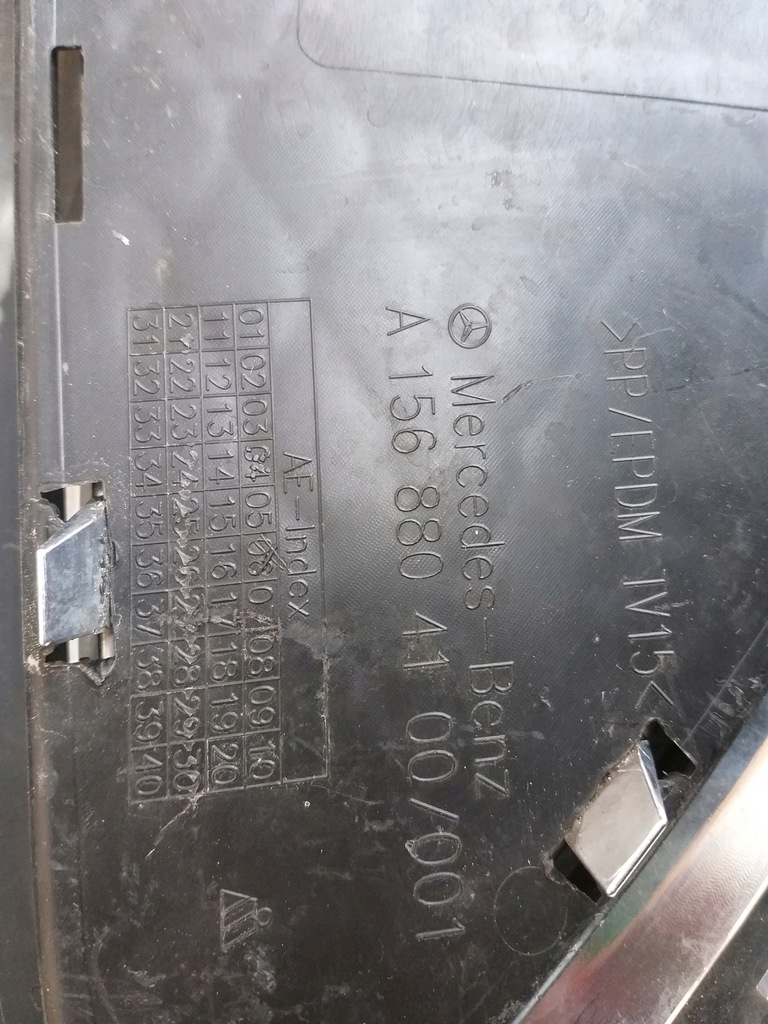 >PP/EPDM TV15<
Mercedes-Benz
A 156 880 41 00/001
AE-Index
01 02 03 04 05 06 07 08 09 10
11 12 13 14 15 16 17 18 19 20
21 22 23 24 25 26 27 28 29 30
31 32 33 34 35 36 37 38 39 40